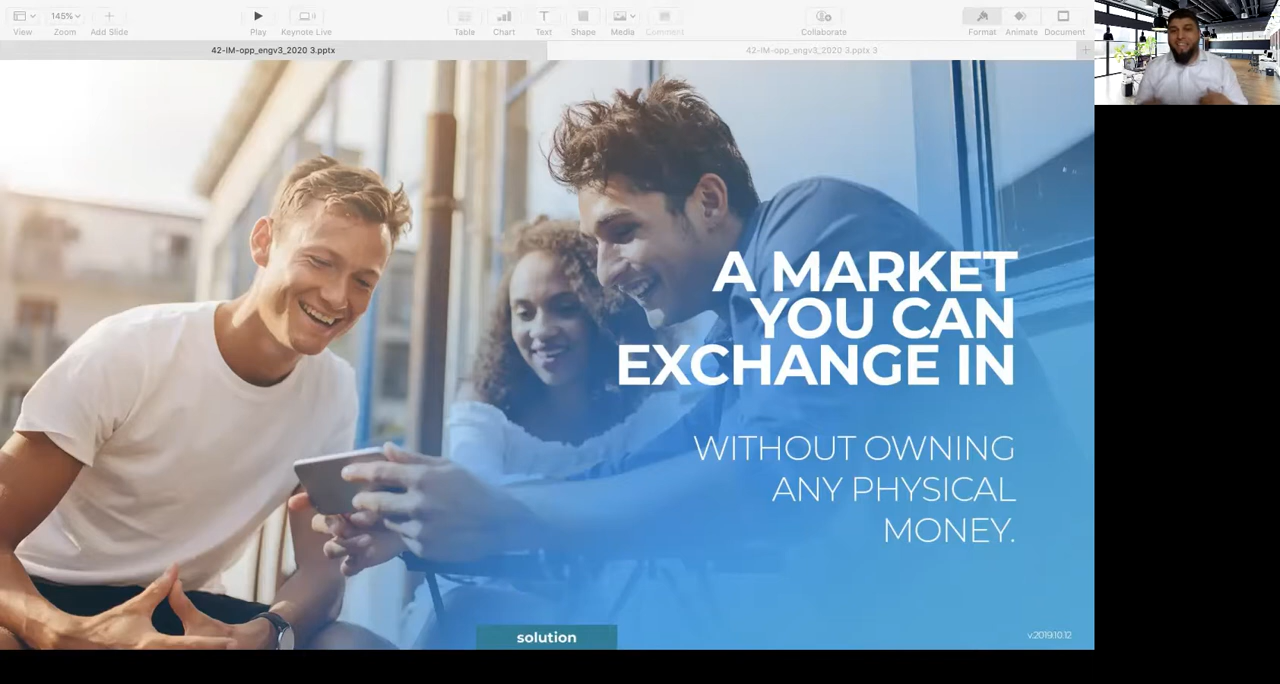 145%
View
Zoom
Add Slide
Play
Keynote Live
Table
Chart
Text
Shape
Media
Comment
Collaborate
Format
Animate
Document
42-IM-opp_engv3_2020 3.pptx
42-IM-opp_engv3_2020 3.pptx 3
A MARKET
YOU CAN
EXCHANGE IN
WITHOUT OWNING
ANY PHYSICAL
MONEY.
solution
v.2019.10.12